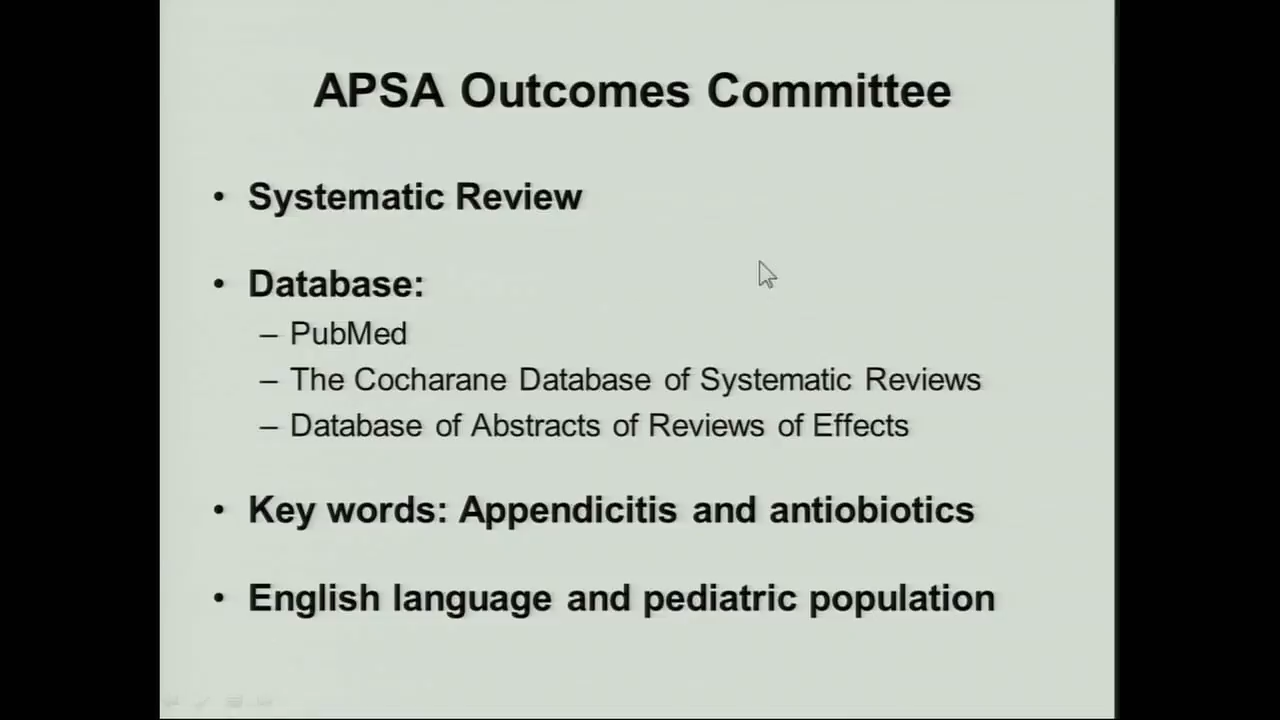 APSA Outcomes Committee
• Systematic Review
• Database:
– PubMed
– The Cocharane Database of Systematic Reviews
– Database of Abstracts of Reviews of Effects
• Key words: Appendicitis and antiobiotics
• English language and pediatric population